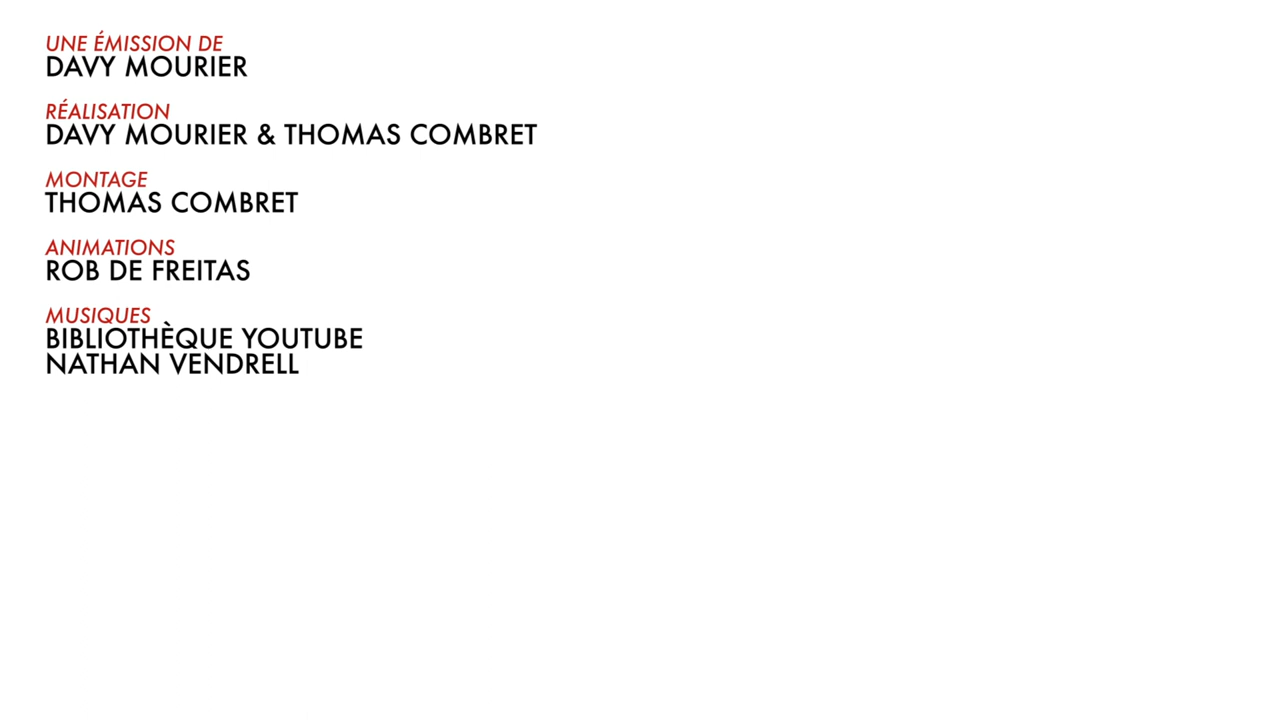 UNE ÉMISSION DE
DAVY MOURIER
RÉALISATION
DAVY MOURIER & THOMAS COMBRET
MONTAGE
THOMAS COMBRET
ANIMATIONS
ROB DE FREITAS
MUSIQUES
BIBLIOTHÈQUE YOUTUBE
NATHAN VENDRELL